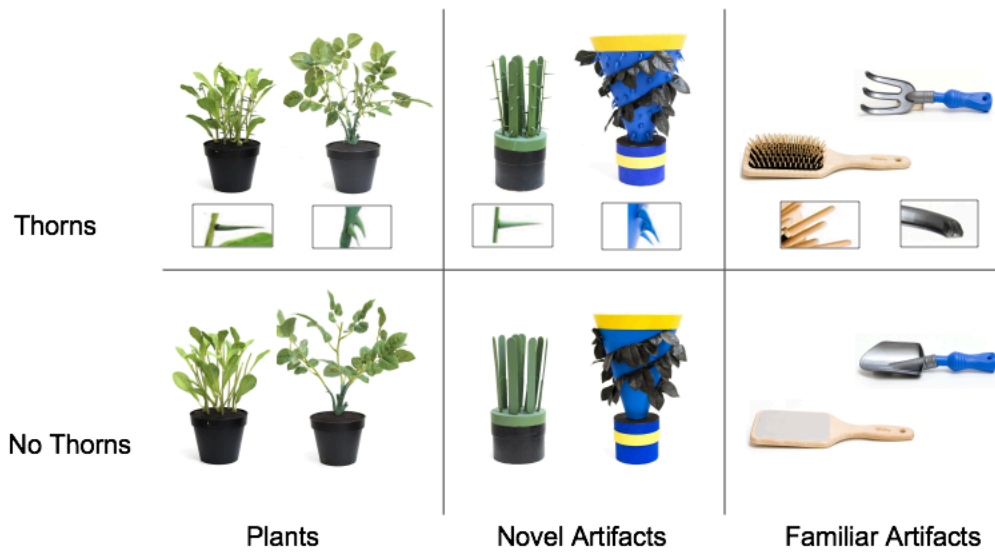 Thorns
No Thorns
Plants
Novel Artifacts
Familiar Artifacts